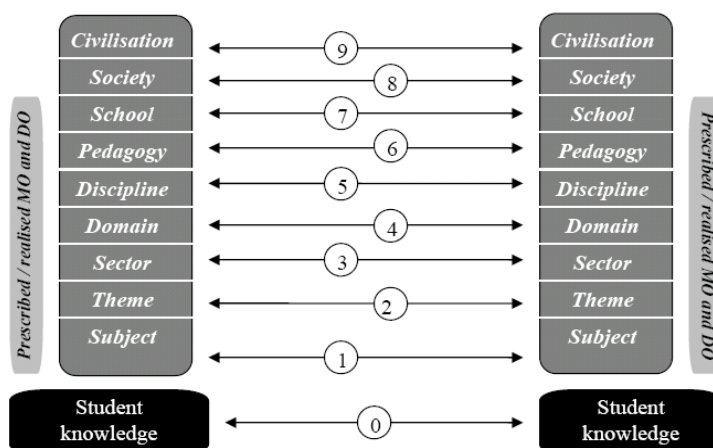 Civilisation 9 Civilisation
Society 8 Society
School 7 School
Pedagogy 6 Pedagogy
Discipline 5 Discipline
Domain 4 Domain
Sector 3 Sector
Theme 2 Theme
Subject 1 Subject
Prescribed / realised MO and DO
Prescribed / realised MO and DO
Student
knowledge
0
Student
knowledge